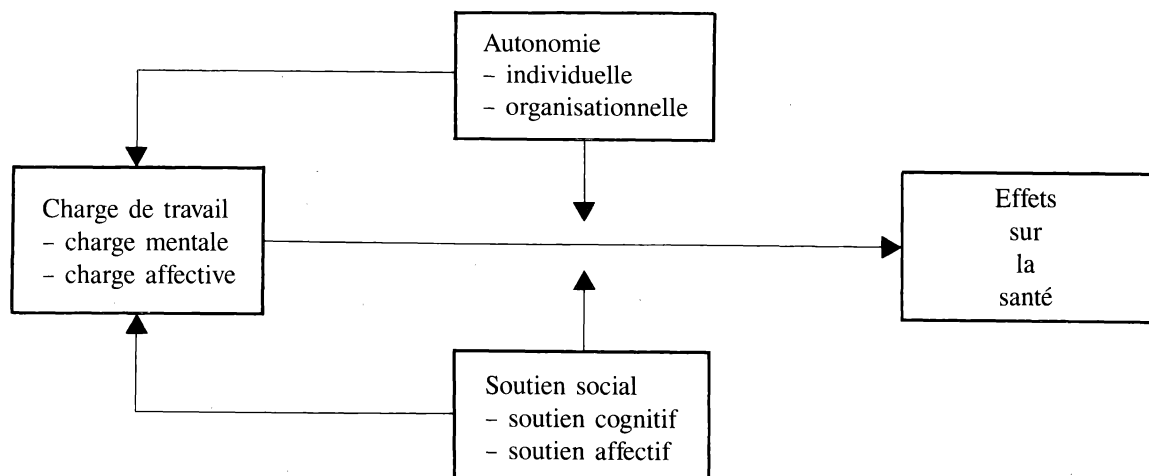 Autonomie
– individuelle
– organisationnelle
Charge de travail
– charge mentale
– charge affective
Effets
sur
la
santé
Soutien social
– soutien cognitif
– soutien affectif